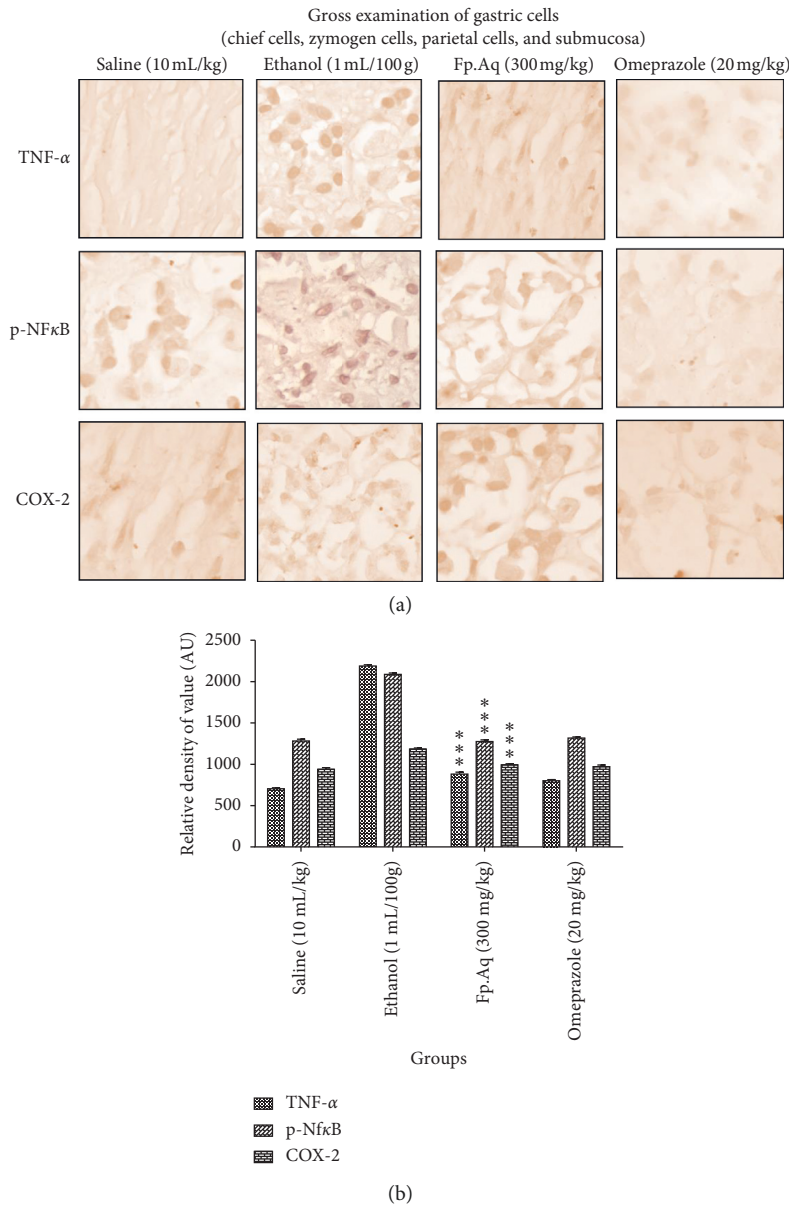 Gross examination of gastric cells
(chief cells, zymogen cells, parietal cells, and submucosa)
Saline (10 mL/kg) Ethanol (1 mL/100 g) Fp.Aq (300 mg/kg) Omeprazole (20 mg/kg)
TNF-α
p-NFκB
COX-2
(a)
Relative density of value (AU)
2500
2000
1500
1000
500
0
*** *** ***
Saline (10 mL/kg)
Ethanol (1 mL/100g)
Fp.Aq (300 mg/kg)
Omeprazole (20 mg/kg)
Groups
TNF-α
p-NfκB
COX-2
(b)